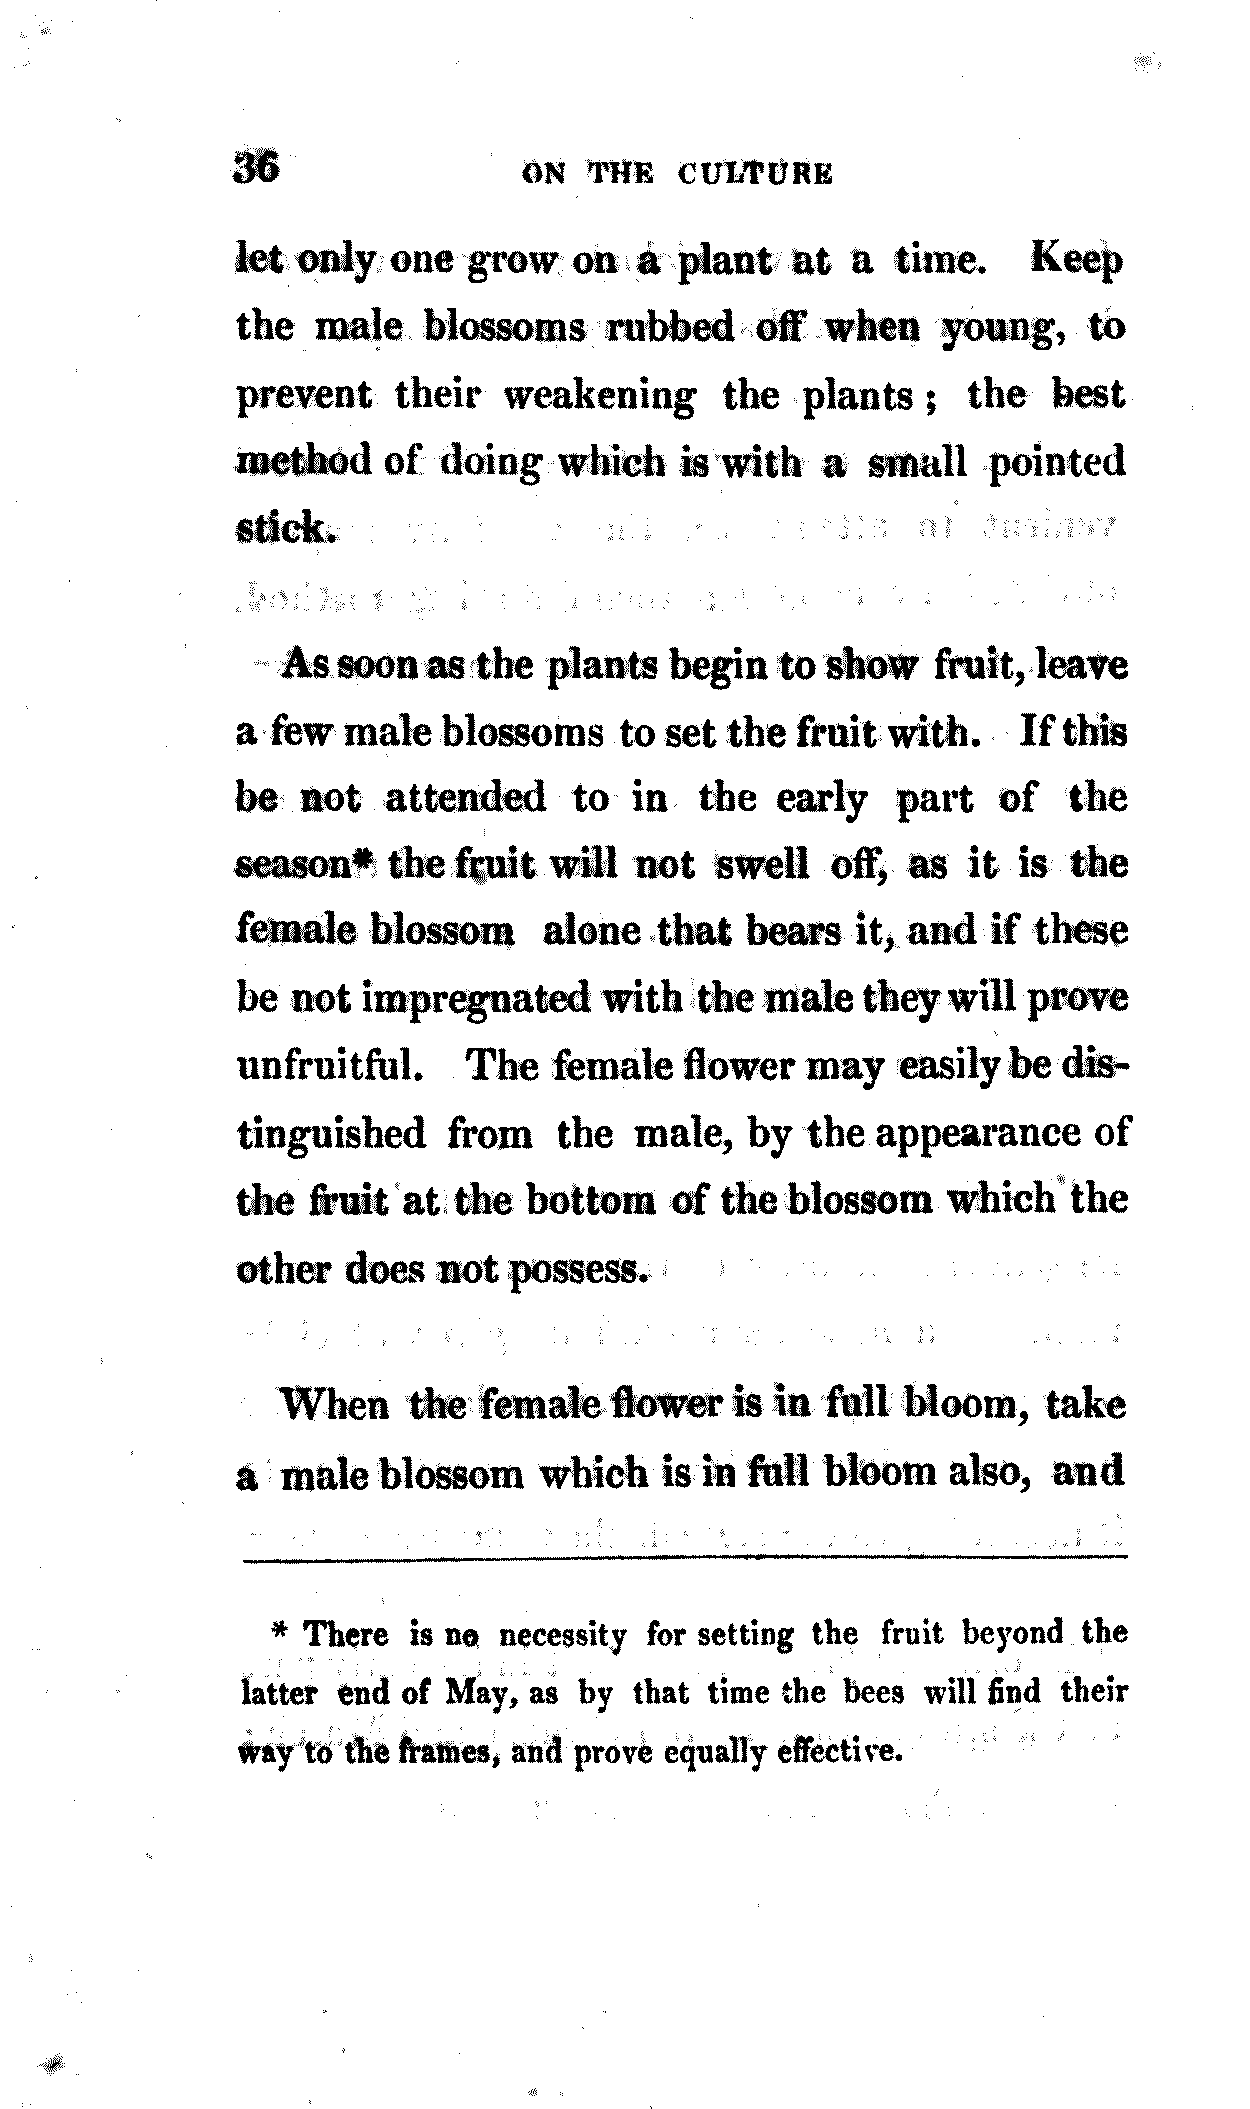 36 ON THE CULTURE
let only one grow on a plant at a time. Keep
the male blossoms rubbed off when young, to
prevent their weakening the plants; the best
method of doing which is with a small pointed
stick.
As soon as the plants begin to show fruit, leave
a few male blossoms to set the fruit with. If this
be not attended to in the early part of the
season* the fruit will not swell off, as it is the
female blossom alone that bears it, and if these
be not impregnated with the male they will prove
unfruitful. The female flower may easily be dis-
tinguished from the male, by the appearance of
the fruit at the bottom of the blossom which the
other does not possess.
When the female flower is in full bloom, take
a male blossom which is in full bloom also, and
* There is no necessity for setting the fruit beyond the
latter end of May, as by that time the bees will find their
way to the frames, and prove equally effective.